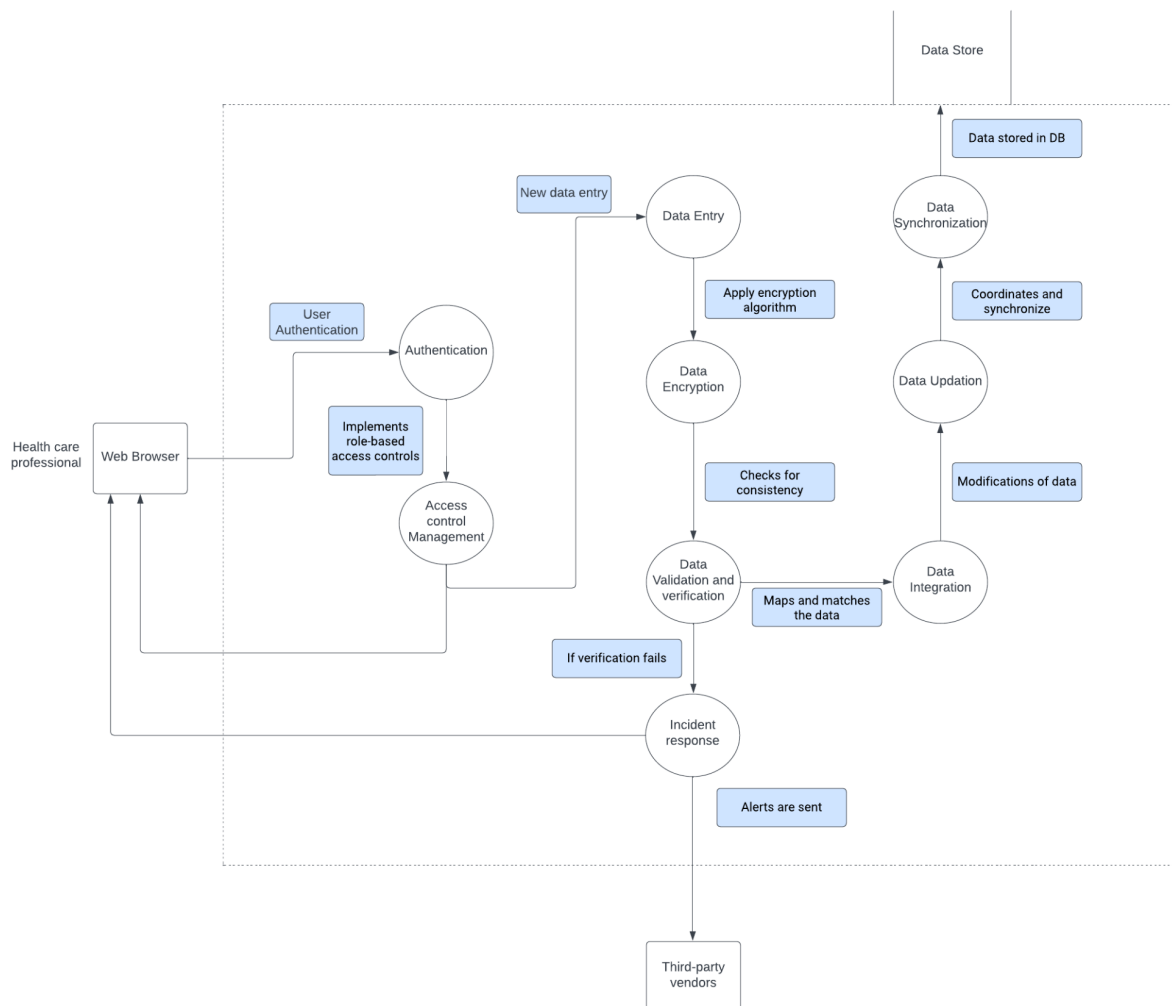 Data Store
Data stored in DB
New data entry
Data Entry
Data
Synchronization
Apply encryption
algorithm
Coordinates and
synchronize
User
Authentication
Authentication
Data
Encryption
Data Updation
Implements
role-based
access controls
Health care
professional
Web Browser
Checks for
consistency
Modifications of data
Access
control
Management
Data
Validation and
verification
Maps and matches
the data
Data
Integration
If verification fails
Incident
response
Alerts are sent
Third-party
vendors